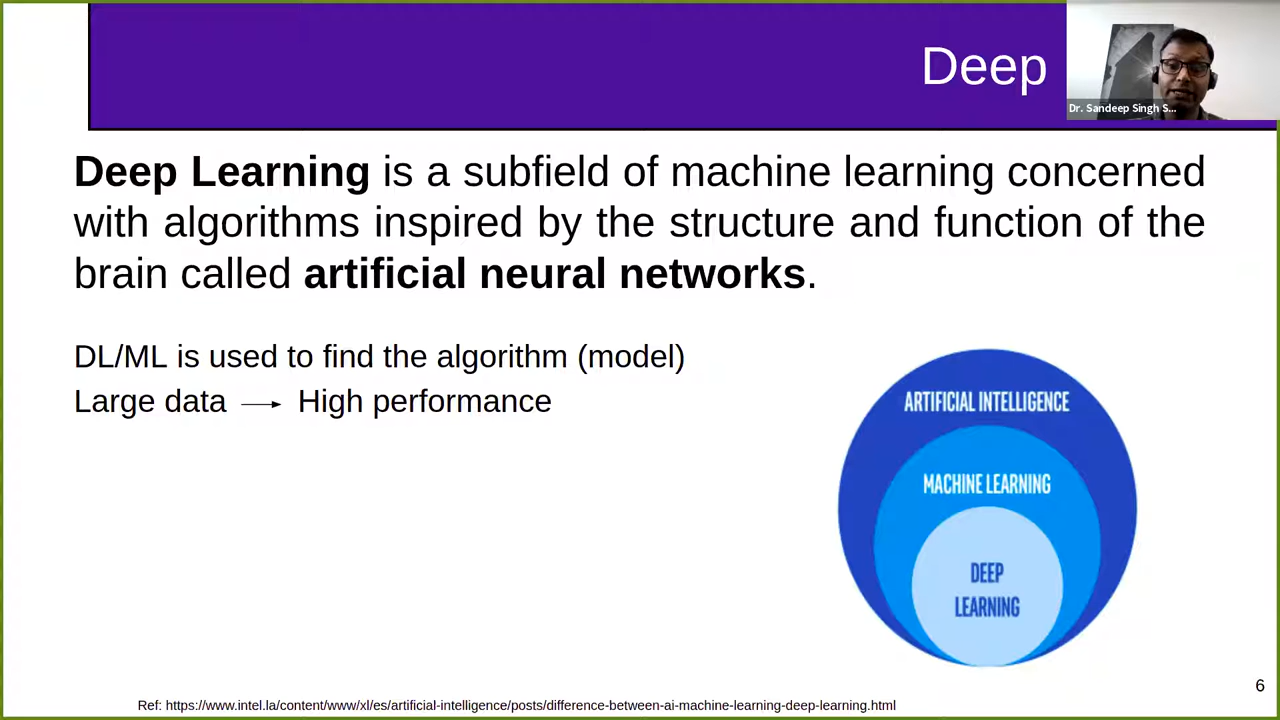 Deep
Dr. Sandeep Singh S...
Deep Learning is a subfield of machine learning concerned
with algorithms inspired by the structure and function of the
brain called artificial neural networks.
DL/ML is used to find the algorithm (model)
Large data ⟶ High performance
ARTIFICIAL INTELLIGENCE
MACHINE LEARNING
DEEP
LEARNING
6
Ref: https://www.intel.la/content/www/xl/es/artificial-intelligence/posts/difference-between-ai-machine-learning-deep-learning.html